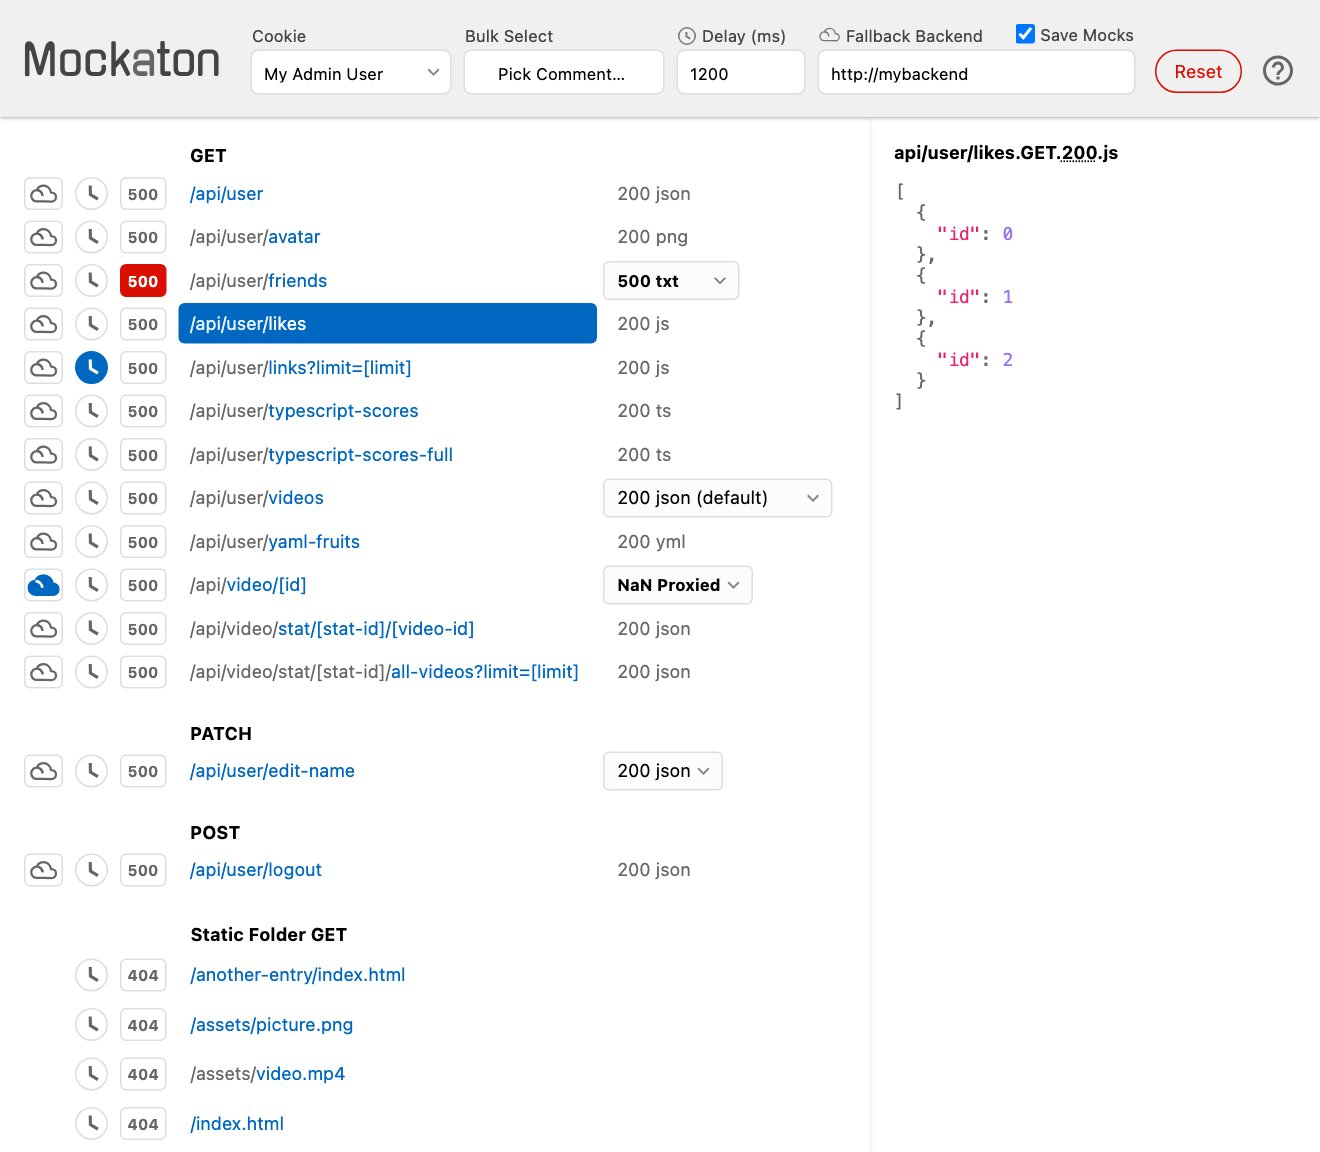 Mockaton
Cookie
My Admin User
Bulk Select
Pick Comment...
Delay (ms)
1200
Fallback Backend
Save Mocks
http://mybackend
Reset
?
GET
500 /api/user 200 json
500 /api/user/avatar 200 png
500 /api/user/friends 500 txt
500 /api/user/likes 200 js
500 /api/user/links?limit=[limit] 200 js
500 /api/user/typescript-scores 200 ts
500 /api/user/typescript-scores-full 200 ts
500 /api/user/videos 200 json (default)
500 /api/user/yaml-fruits 200 yml
500 /api/video/[id] NaN Proxied
500 /api/video/stat/[stat-id]/[video-id] 200 json
500 /api/video/stat/[stat-id]/all-videos?limit=[limit] 200 json
PATCH
500 /api/user/edit-name 200 json
POST
500 /api/user/logout 200 json
Static Folder GET
404 /another-entry/index.html
404 /assets/picture.png
404 /assets/video.mp4
404 /index.html
api/user/likes.GET.200.js
[
  {
    "id": 0
  },
  {
    "id": 1
  },
  {
    "id": 2
  }
]